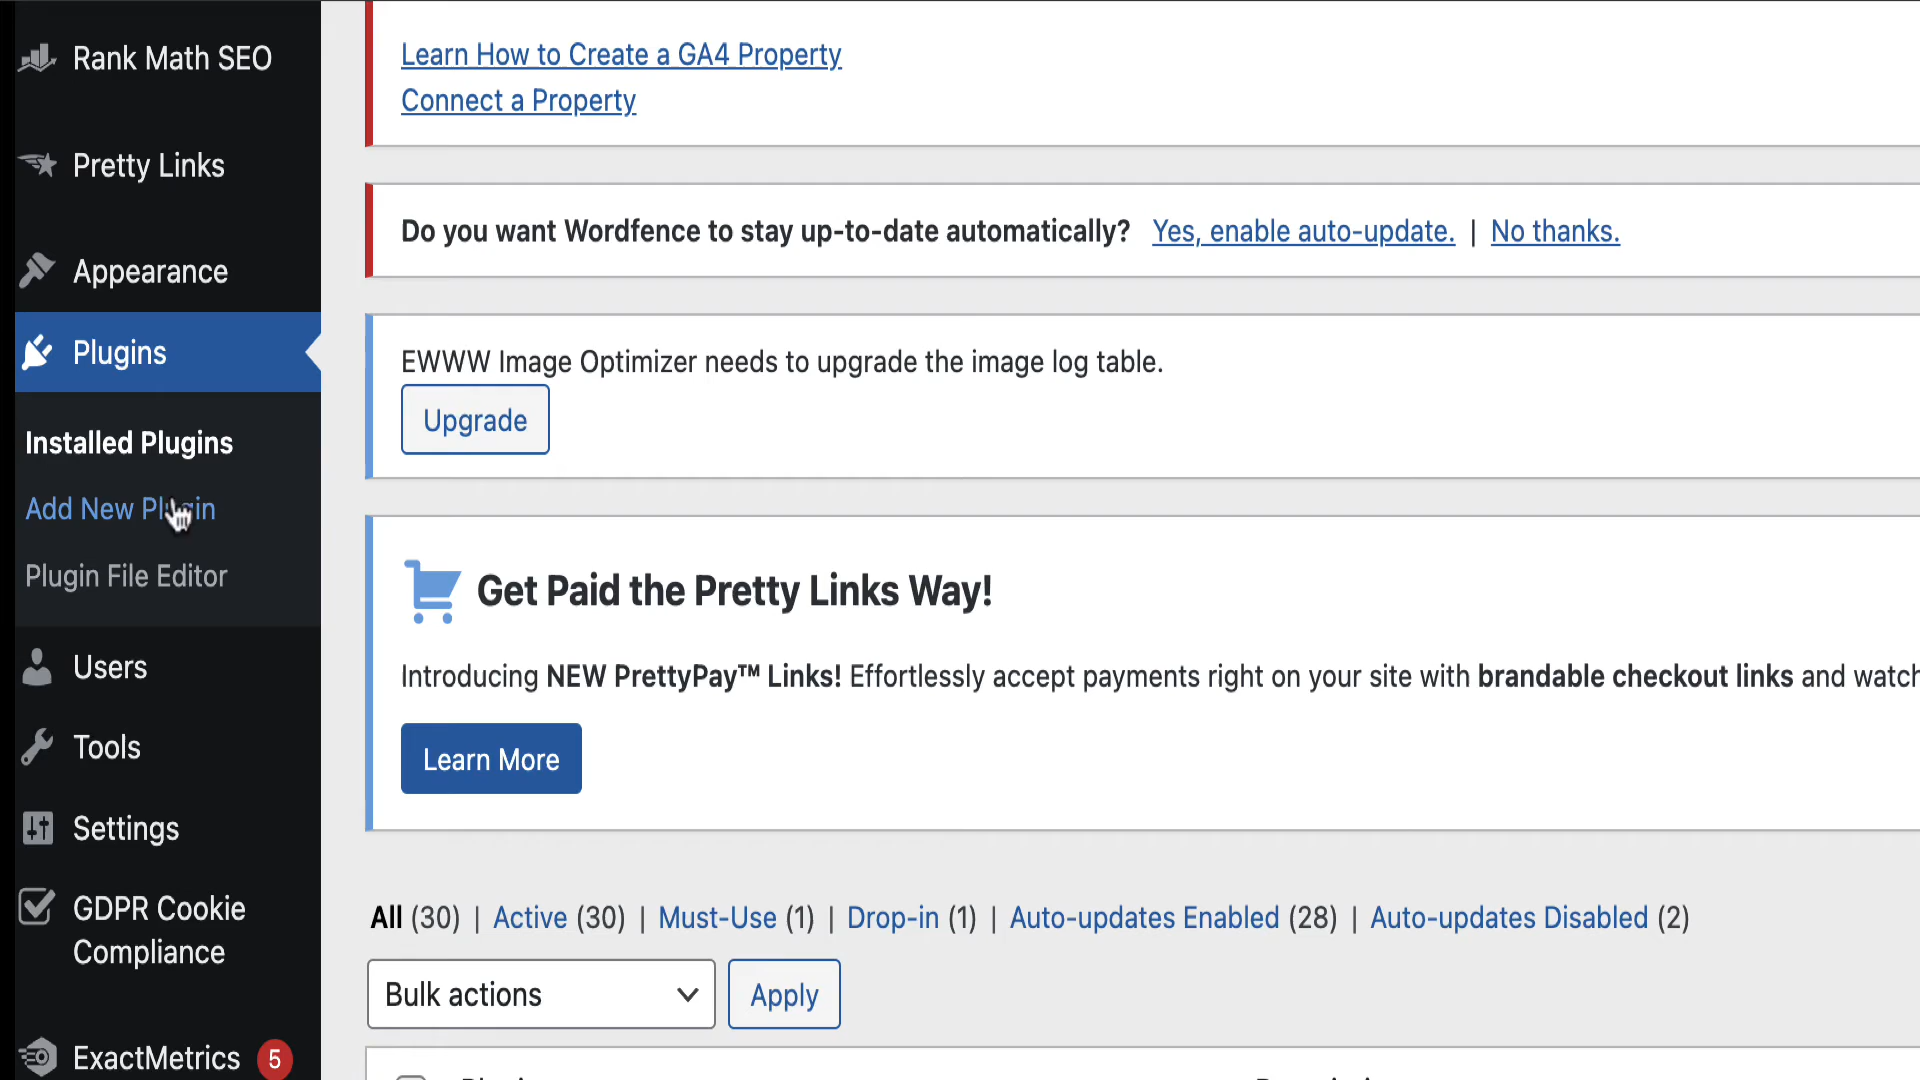 Rank Math SEO
Pretty Links
Appearance
Plugins
Installed Plugins
Add New Plugin
Plugin File Editor
Users
Tools
Settings
GDPR Cookie
Compliance
ExactMetrics 5
Learn How to Create a GA4 Property
Connect a Property
Do you want Wordfence to stay up-to-date automatically? Yes, enable auto-update. | No thanks.
EWWW Image Optimizer needs to upgrade the image log table.
Upgrade
Get Paid the Pretty Links Way!
Introducing NEW PrettyPay™ Links! Effortlessly accept payments right on your site with brandable checkout links and watch
Learn More
All (30) | Active (30) | Must-Use (1) | Drop-in (1) | Auto-updates Enabled (28) | Auto-updates Disabled (2)
Bulk actions Apply